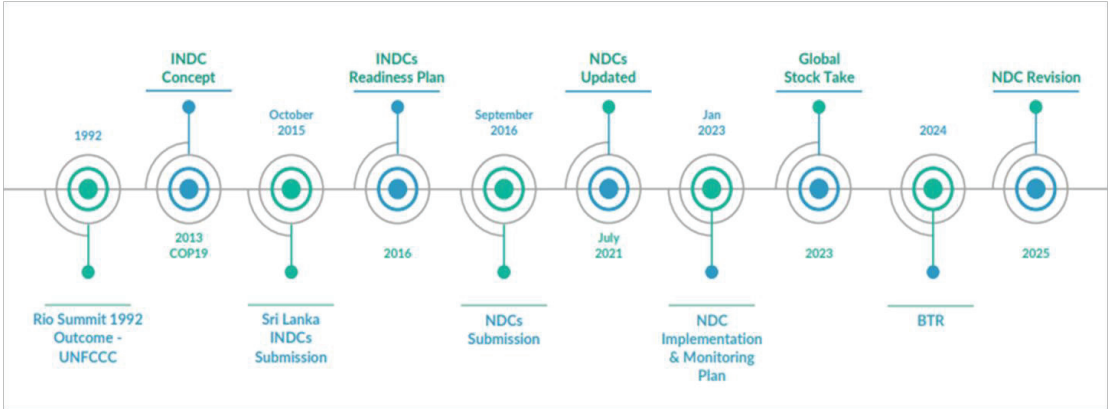 1992
Rio Summit 1992
Outcome -
UNFCCC
INDC
Concept
2013
COP19
October
2015
Sri Lanka
INDCs
Submission
INDCs
Readiness Plan
2016
September
2016
NDCs
Submission
NDCs
Updated
July
2021
Jan
2023
NDC
Implementation
& Monitoring
Plan
Global
Stock Take
2023
2024
BTR
NDC Revision
2025